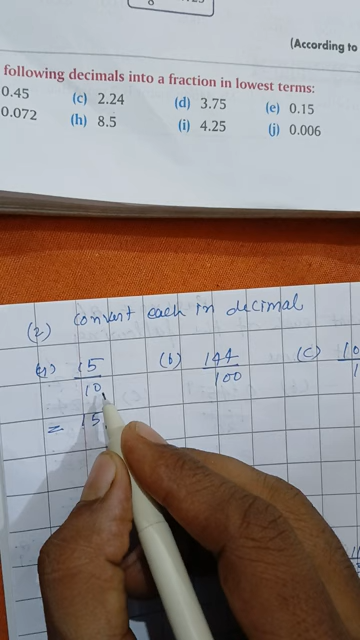 (According to
following decimals into a fraction in lowest terms:
0.45 (c) 2.24 (d) 3.75 (e) 0.15
0.072 (h) 8.5 (i) 4.25 (j) 0.006
(2) convert each in decimal
(a) 15/10 (b) 144/100 (c) 10
= 15